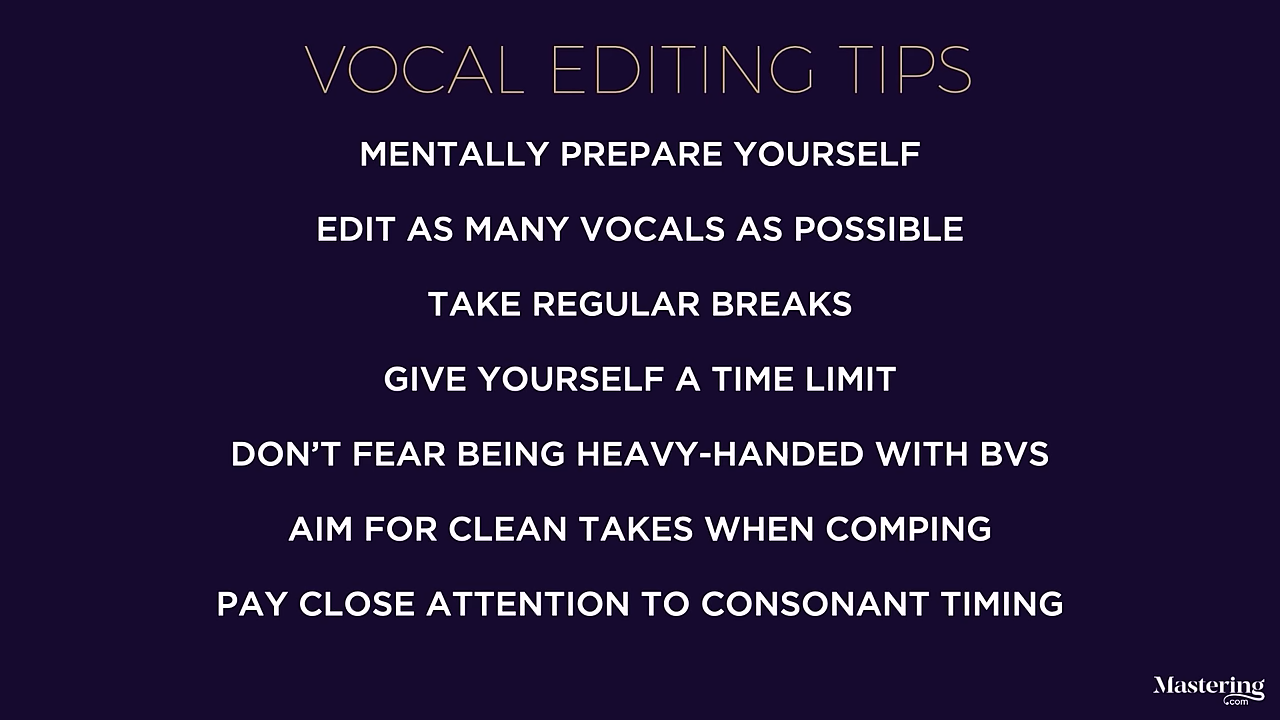 VOCAL EDITING TIPS
MENTALLY PREPARE YOURSELF
EDIT AS MANY VOCALS AS POSSIBLE
TAKE REGULAR BREAKS
GIVE YOURSELF A TIME LIMIT
DON’T FEAR BEING HEAVY-HANDED WITH BVS
AIM FOR CLEAN TAKES WHEN COMPING
PAY CLOSE ATTENTION TO CONSONANT TIMING
Mastering
.com